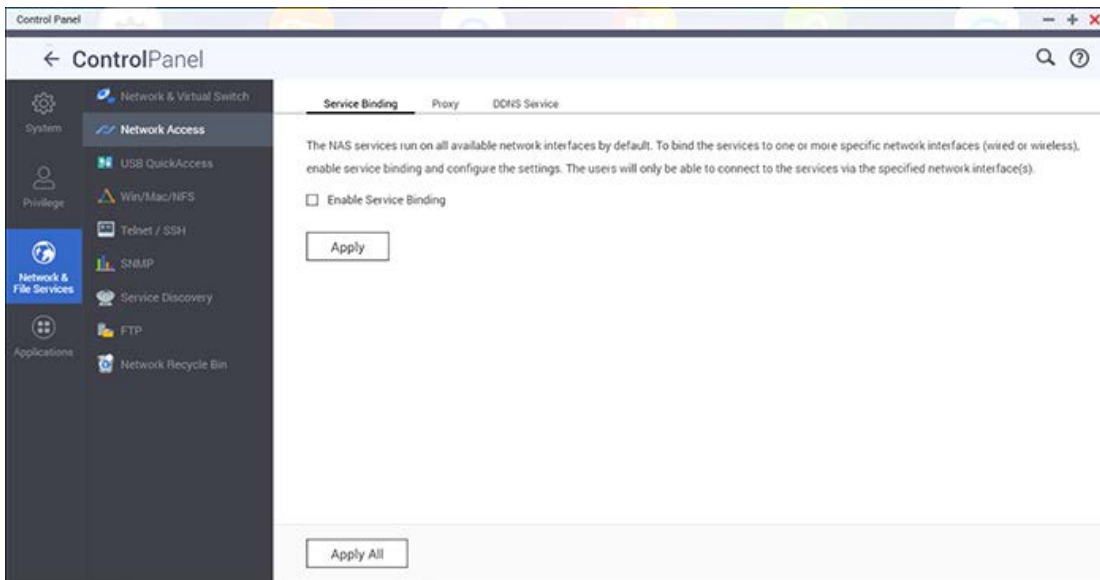 Control Panel
ControlPanel
System
Privilege
Network &
File Services
Applications
Network & Virtual Switch
Network Access
USB QuickAccess
Win/Mac/NFS
Telnet / SSH
SNMP
Service Discovery
FTP
Network Recycle Bin
Service Binding Proxy DDNS Service
The NAS services run on all available network interfaces by default. To bind the services to one or more specific network interfaces (wired or wireless),
enable service binding and configure the settings. The users will only be able to connect to the services via the specified network interface(s).
Enable Service Binding
Apply
Apply All